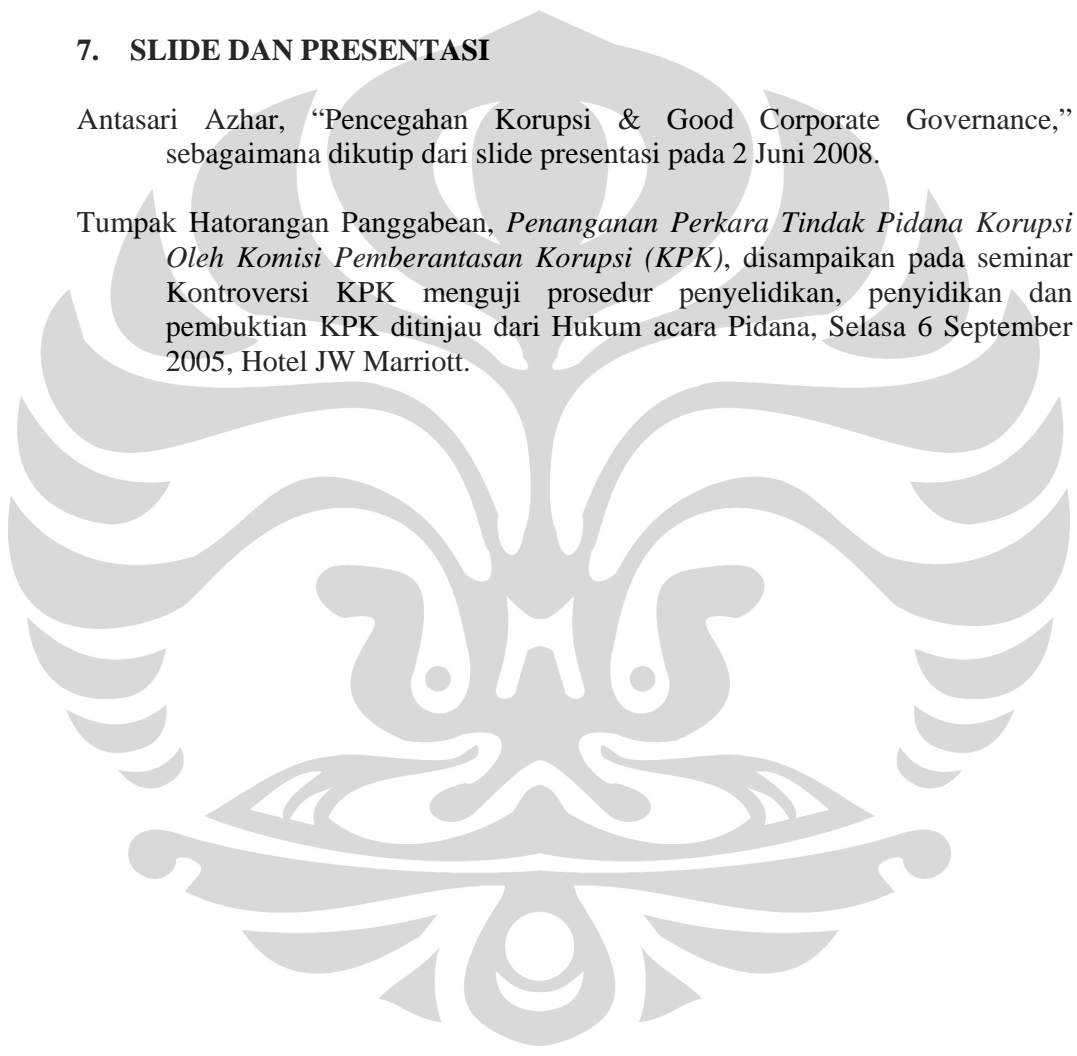 7. SLIDE DAN PRESENTASI
Antasari Azhar, “Pencegahan Korupsi & Good Corporate Governance,”
sebagaimana dikutip dari slide presentasi pada 2 Juni 2008.
Tumpak Hatorangan Panggabean, Penanganan Perkara Tindak Pidana Korupsi
Oleh Komisi Pemberantasan Korupsi (KPK), disampaikan pada seminar
Kontroversi KPK menguji prosedur penyelidikan, penyidikan dan
pembuktian KPK ditinjau dari Hukum acara Pidana, Selasa 6 September
2005, Hotel JW Marriott.